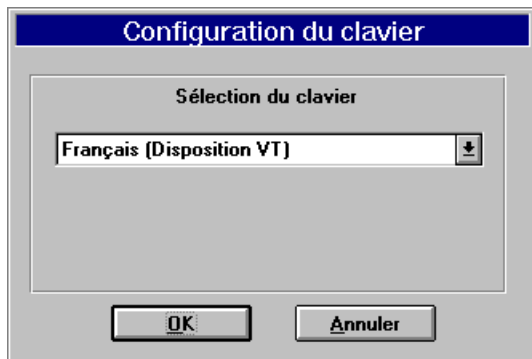 Configuration du clavier
Sélection du clavier
Français (Disposition VT)
OK
Annuler